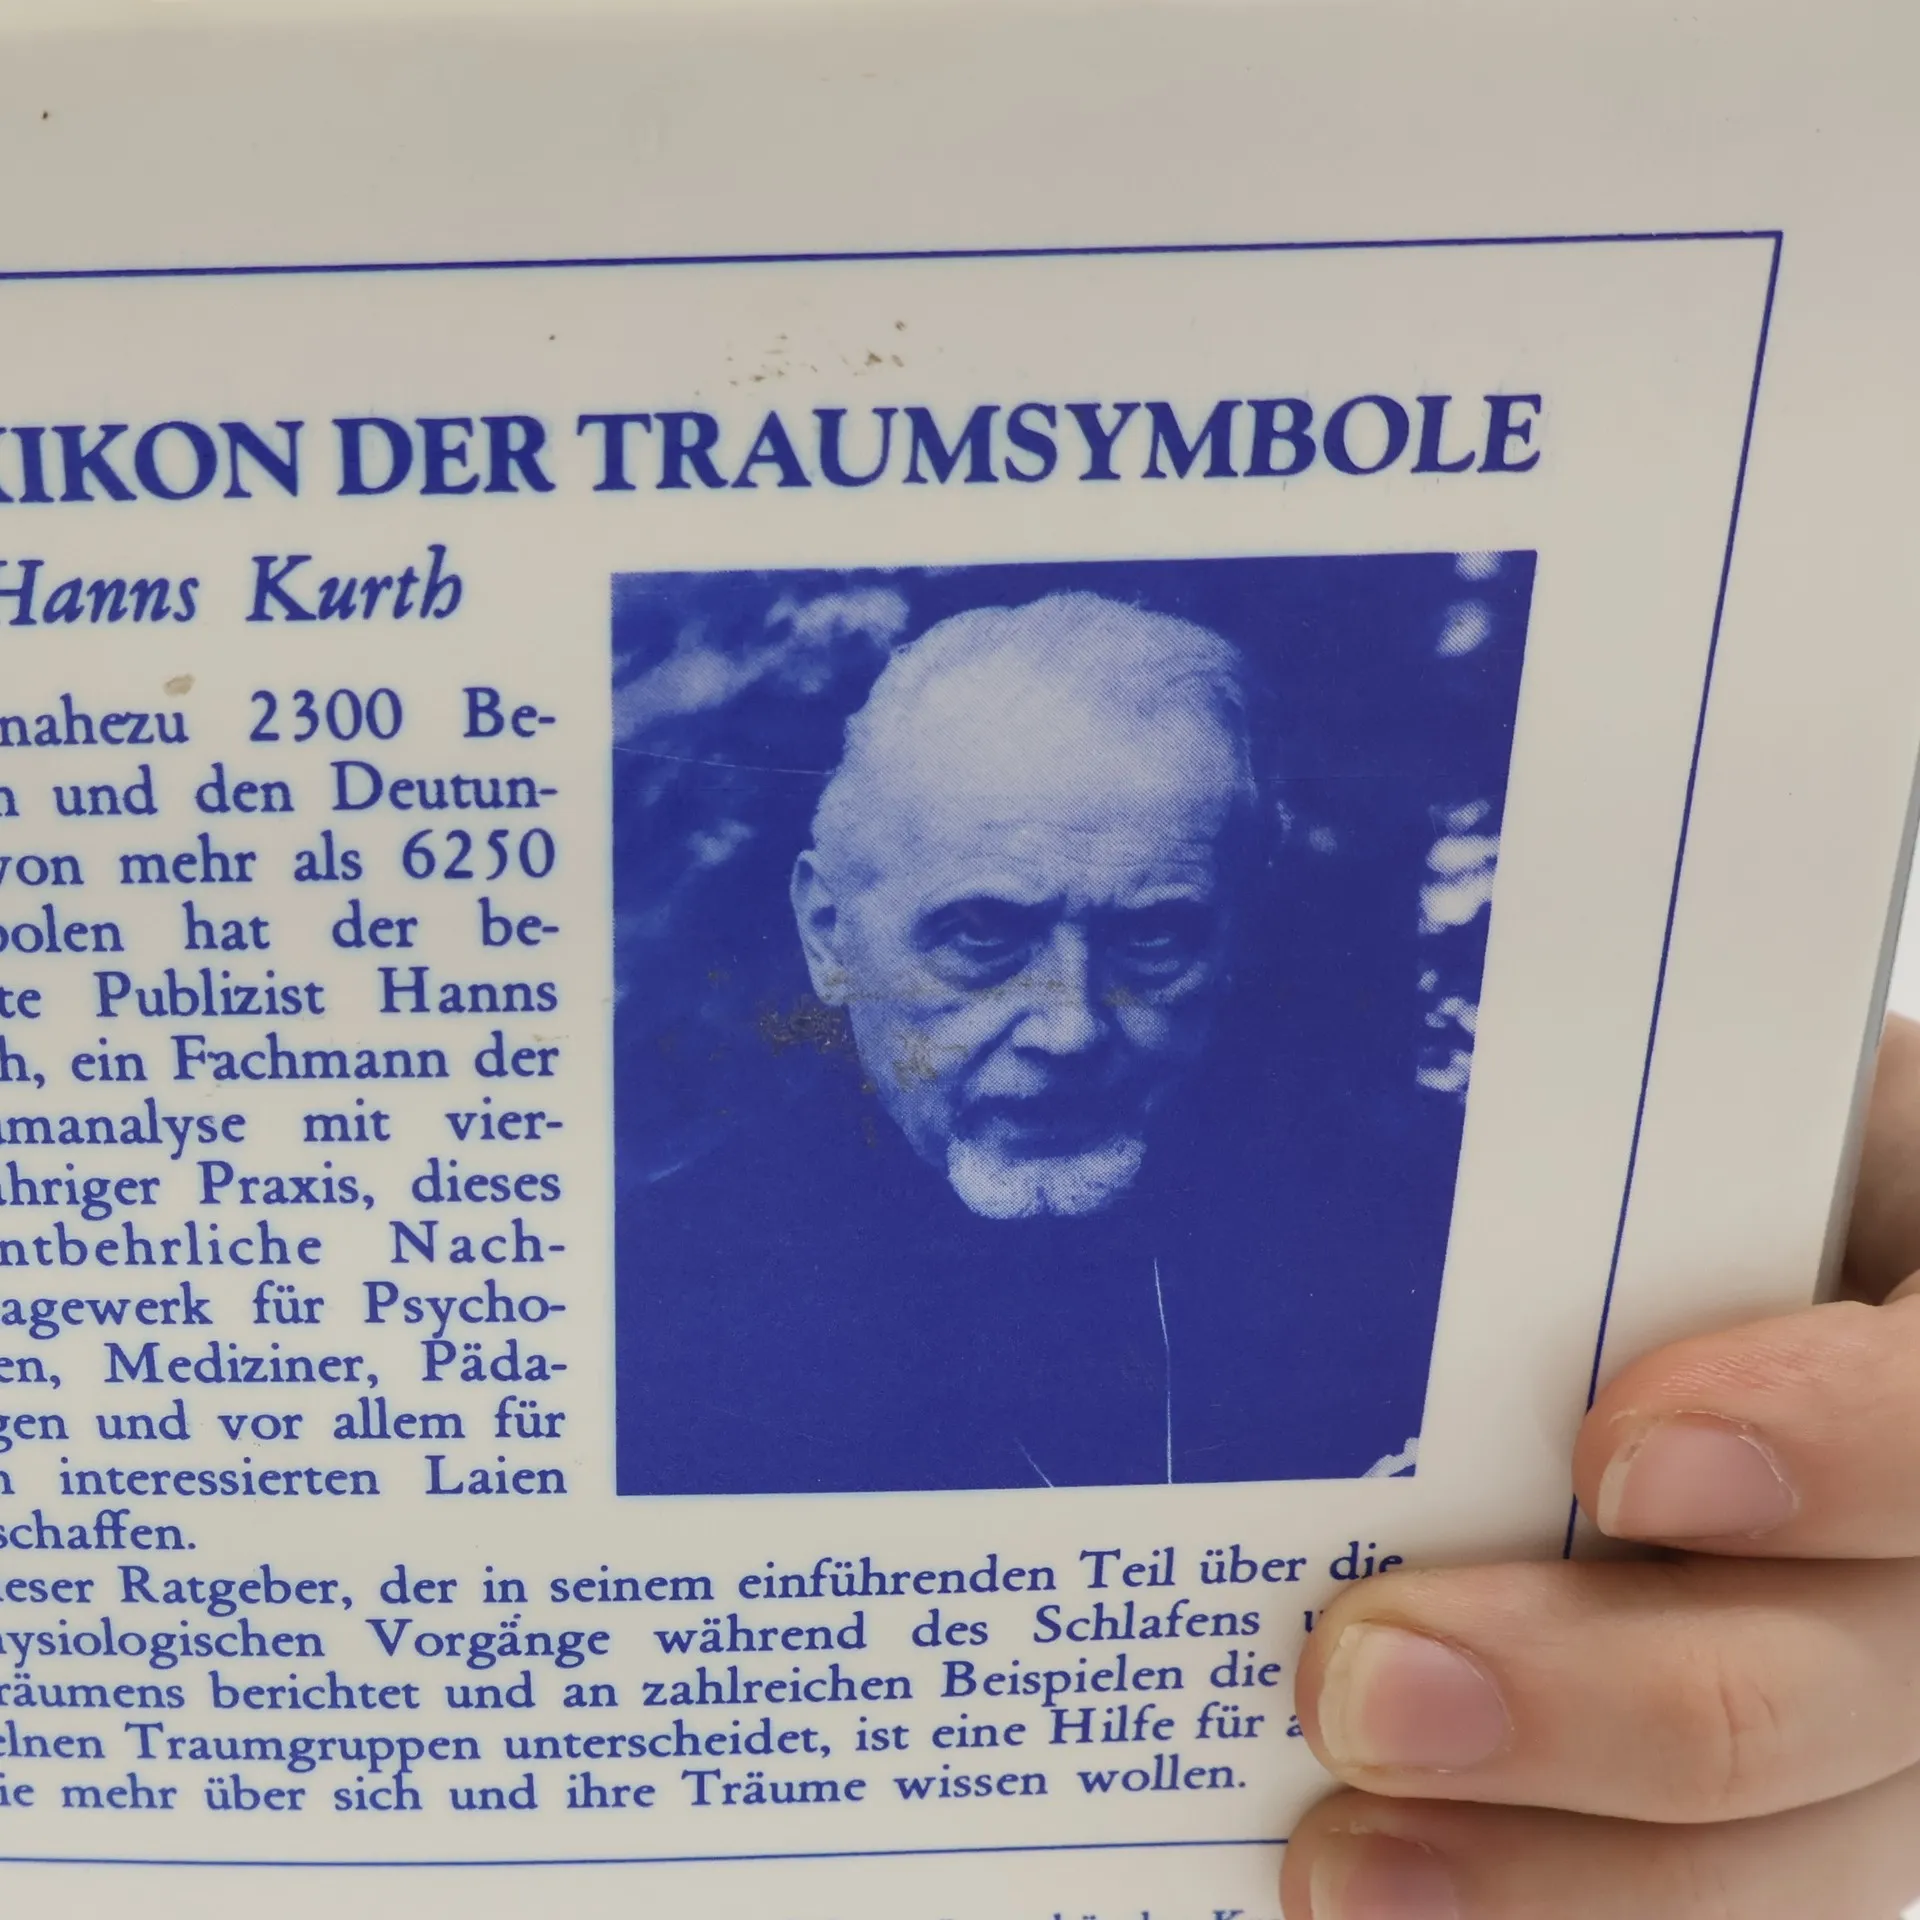 XIKON DER TRAUMSYMBOLE
Hanns Kurth
nahezu 2300 Be-
n und den Deutun-
von mehr als 6250
bolen hat der be-
te Publizist Hanns
h, ein Fachmann der
umanalyse mit vier-
ähriger Praxis, dieses
ntbehrliche Nach-
agewerk für Psycho-
en, Mediziner, Päda-
gen und vor allem für
n interessierten Laien
schaffen.
ieser Ratgeber, der in seinem einführenden Teil über die
hysiologischen Vorgänge während des Schlafens
räumens berichtet und an zahlreichen Beispielen die
elnen Traumgruppen unterscheidet, ist eine Hilfe für
ie mehr über sich und ihre Träume wissen wollen.